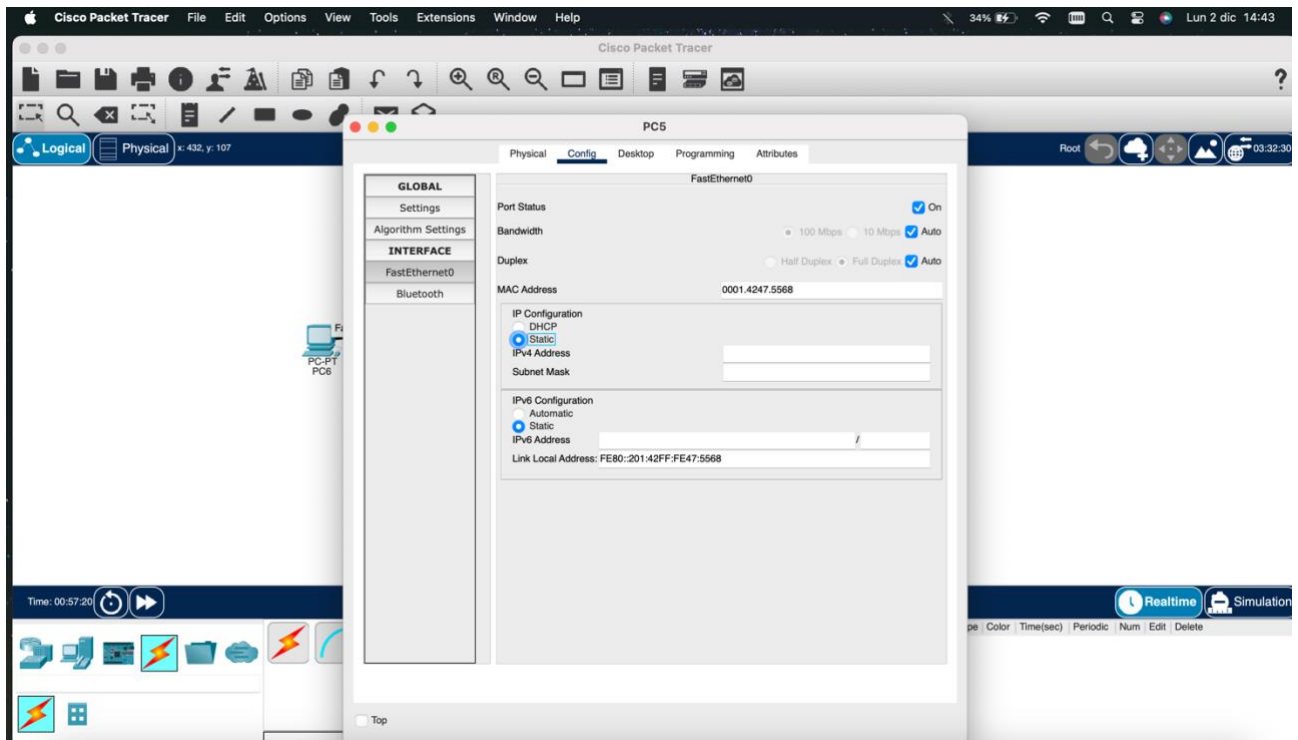 Cisco Packet Tracer File Edit Options View Tools Extensions Window Help 34% Lun 2 dic 14:43
Cisco Packet Tracer
?
PC5
Logical Physical x: 432, y: 107 Root 03:32:30
Physical Config Desktop Programming Attributes
GLOBAL
Settings
Algorithm Settings
INTERFACE
FastEthernet0
Bluetooth
FastEthernet0
Port Status On
Bandwidth 100 Mbps 10 Mbps Auto
Duplex Half Duplex Full Duplex Auto
MAC Address 0001.4247.5568
IP Configuration
DHCP
Static
IPv4 Address
Subnet Mask
IPv6 Configuration
Automatic
Static
IPv6 Address /
Link Local Address: FE80::201:42FF:FE47:5568
Fa
PC-PT
PC6
Time: 00:57:20 Realtime Simulation
pe Color Time(sec) Periodic Num Edit Delete
Top